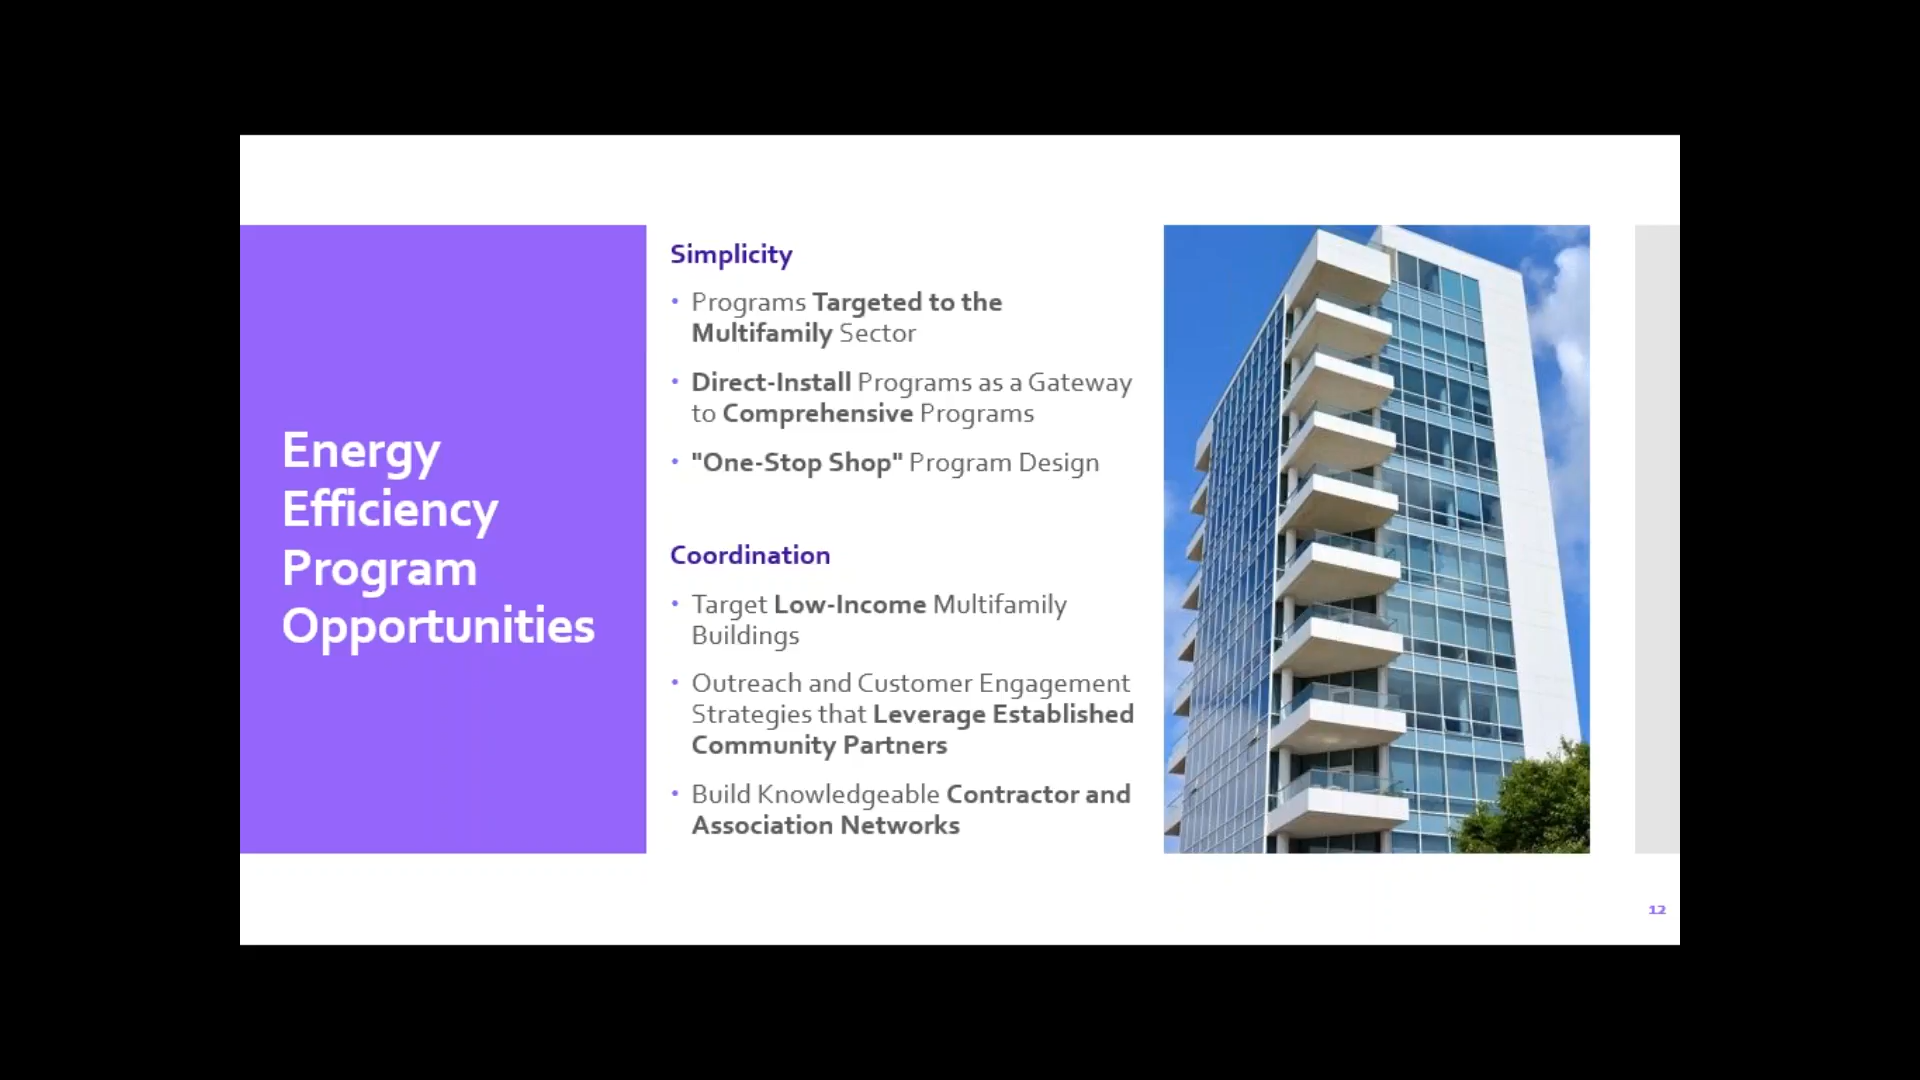 Energy
Efficiency
Program
Opportunities
Simplicity
• Programs Targeted to the
Multifamily Sector
• Direct-Install Programs as a Gateway
to Comprehensive Programs
• "One-Stop Shop" Program Design
Coordination
• Target Low-Income Multifamily
Buildings
• Outreach and Customer Engagement
Strategies that Leverage Established
Community Partners
• Build Knowledgeable Contractor and
Association Networks
12